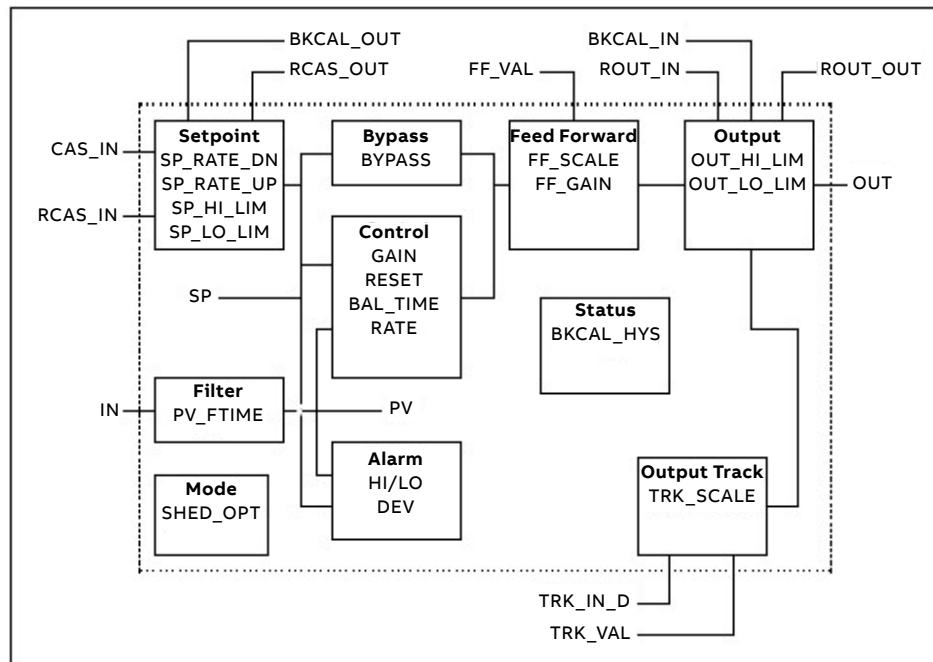 BKCAL_OUT
RCAS_OUT
FF_VAL
BKCAL_IN
ROUT_IN
ROUT_OUT
CAS_IN
RCAS_IN
Setpoint
SP_RATE_DN
SP_RATE_UP
SP_HI_LIM
SP_LO_LIM
Bypass
BYPASS
Feed Forward
FF_SCALE
FF_GAIN
Output
OUT_HI_LIM
OUT_LO_LIM
OUT
SP
Control
GAIN
RESET
BAL_TIME
RATE
Status
BKCAL_HYS
IN
Filter
PV_FTIME
PV
Mode
SHED_OPT
Alarm
HI/LO
DEV
Output Track
TRK_SCALE
TRK_IN_D
TRK_VAL